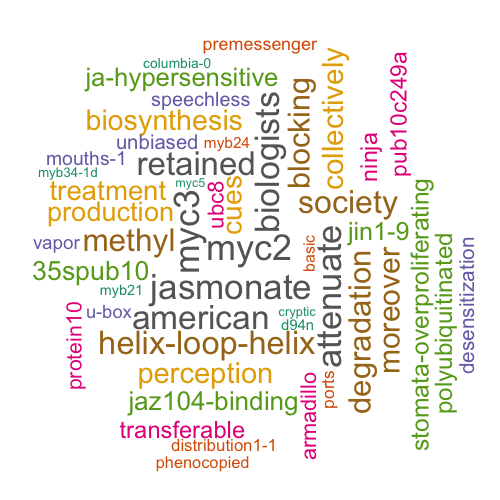 premessenger
columbia-0
ja-hypersensitive
speechless
biosynthesis
unbiased
myb24
mouths-1
retained
myb34-1d
myc5
treatment
production
ubc8
cues
vapor
methyl
myc3
myc2
35spub10
myb21
jasmonate
u-box
american
cryptic
d94n
helix-loop-helix
perception
protein10
jaz104-binding
transferable
distribution1-1
phenocopied
biologists
blocking
collectively
ninja
pub10c249a
society
jin1-9
basic
attenuate
degradation
moreover
stomata-overproliferating
polyubiquitinated
desensitization
armadillo
ports